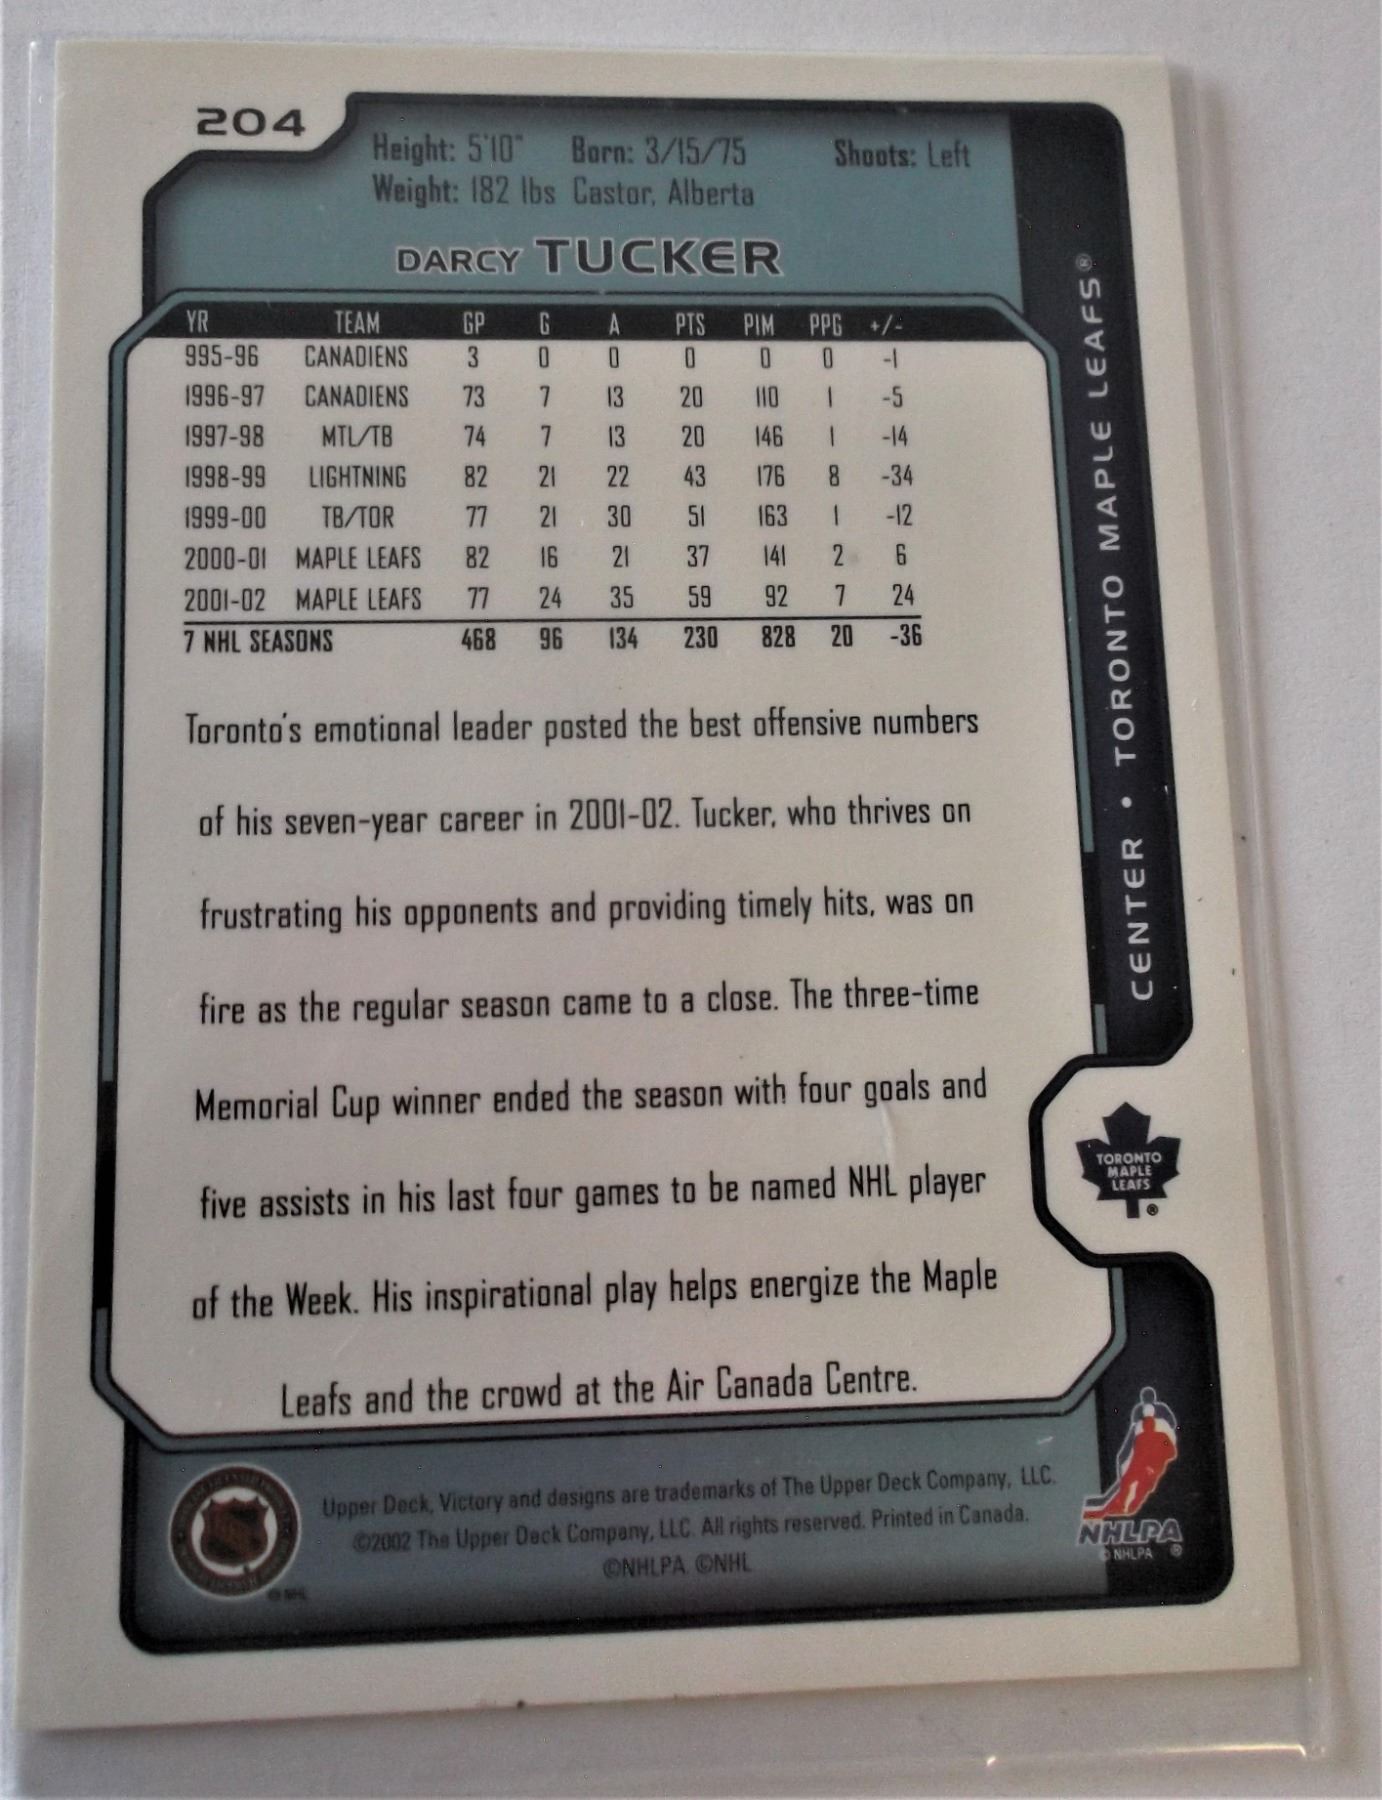 204
Height: 5'10" Born: 3/15/75 Shoots: Left
Weight: 182 lbs Castor, Alberta
DARCY TUCKER
YR TEAM GP G A PTS PIM PPG +/-
995-96 CANADIENS 3 0 0 0 0 0 -1
1996-97 CANADIENS 73 7 13 20 110 1 -5
1997-98 MTL/TB 74 7 13 20 146 1 -14
1998-99 LIGHTNING 82 21 22 43 176 8 -34
1999-00 TB/TOR 77 21 30 51 163 1 -12
2000-01 MAPLE LEAFS 82 16 21 37 141 2 6
2001-02 MAPLE LEAFS 77 24 35 59 92 7 24
7 NHL SEASONS 468 96 134 230 828 20 -36
Toronto's emotional leader posted the best offensive numbers
of his seven-year career in 2001-02. Tucker, who thrives on
frustrating his opponents and providing timely hits, was on
fire as the regular season came to a close. The three-time
Memorial Cup winner ended the season with four goals and
five assists in his last four games to be named NHL player
of the Week. His inspirational play helps energize the Maple
Leafs and the crowd at the Air Canada Centre.
CENTER • TORONTO MAPLE LEAFS®
TORONTO
MAPLE
LEAFS
®
Upper Deck, Victory and designs are trademarks of The Upper Deck Company, LLC.
©2002 The Upper Deck Company, LLC. All rights reserved. Printed in Canada.
©NHLPA ©NHL
© NHL
NHLPA
© NHLPA ®